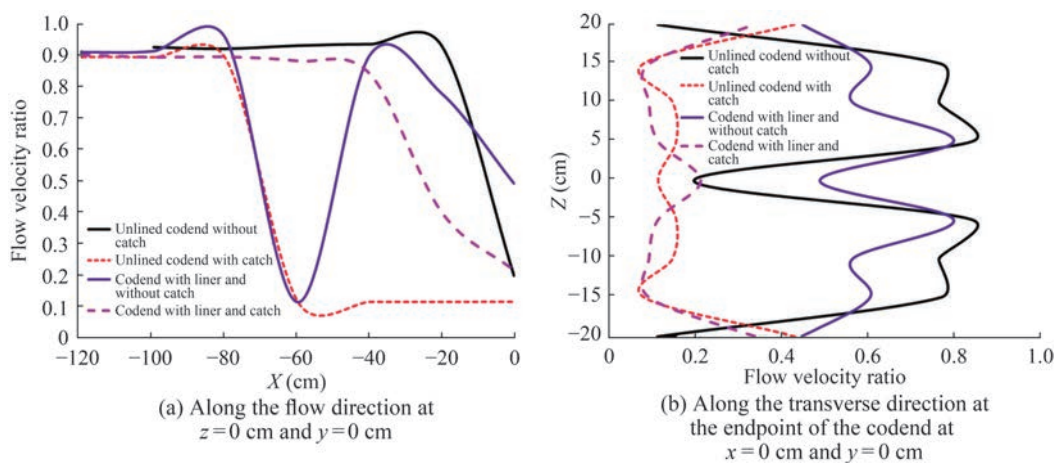 1.0
0.9
0.8
0.7
0.6
0.5
0.4
0.3
0.2
0.1
0
Flow velocity ratio
Unlined codend without
catch
Unlined codend with catch
Codend with liner and
without catch
Codend with liner and catch
−120 −100 −80 −60 −40 −20 0
X (cm)
(a) Along the flow direction at
z=0 cm and y=0 cm
20
15
10
5
0
−5
−10
−15
−20
Z (cm)
Unlined codend without
catch
Unlined codend with
catch
Codend with liner and
without catch
Codend with liner and
catch
0 0.2 0.4 0.6 0.8 1.0
Flow velocity ratio
(b) Along the transverse direction at
the endpoint of the codend at
x = 0 cm and y=0 cm